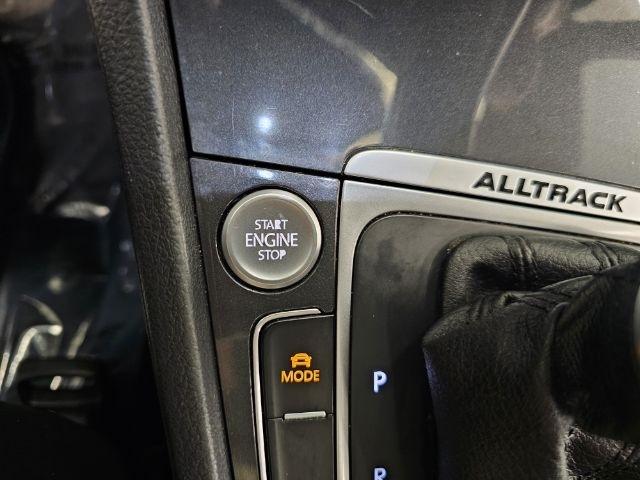 ALLTRACK
START
ENGINE
STOP
MODE
P
R